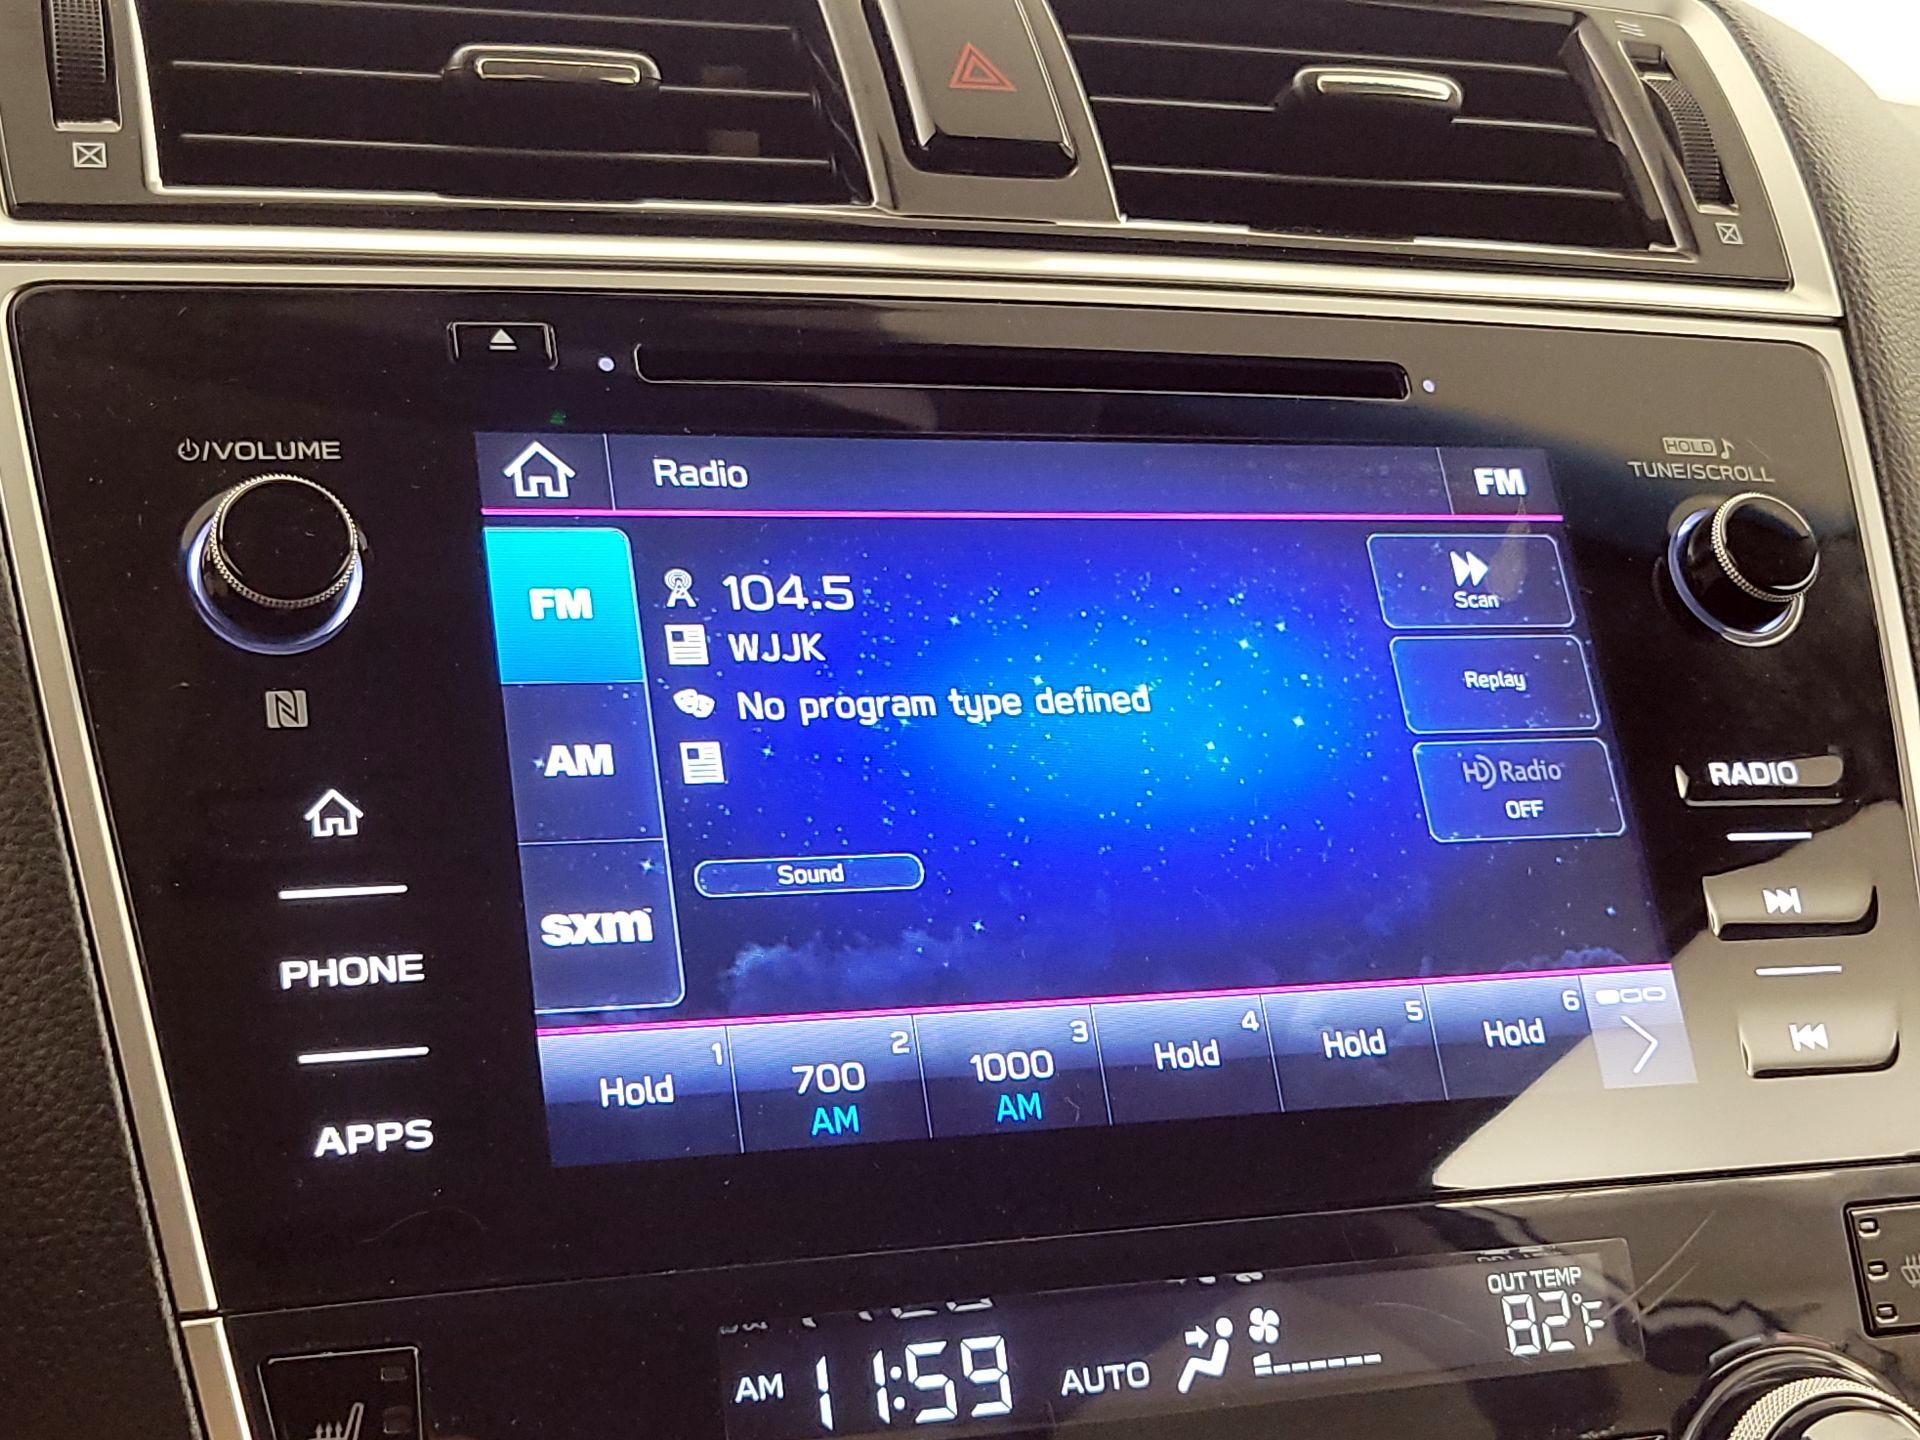 /VOLUME
HOLD
TUNE/SCROLL
Radio
FM
FM
104.5
Scan
WJJK
Replay
No program type defined
AM
HD Radio
OFF
RADIO
Sound
sxm
PHONE
1
2
3
4
5
6
Hold
700
1000
Hold
Hold
Hold
AM
AM
APPS
OUT TEMP
82°F
AM 11:59
AUTO